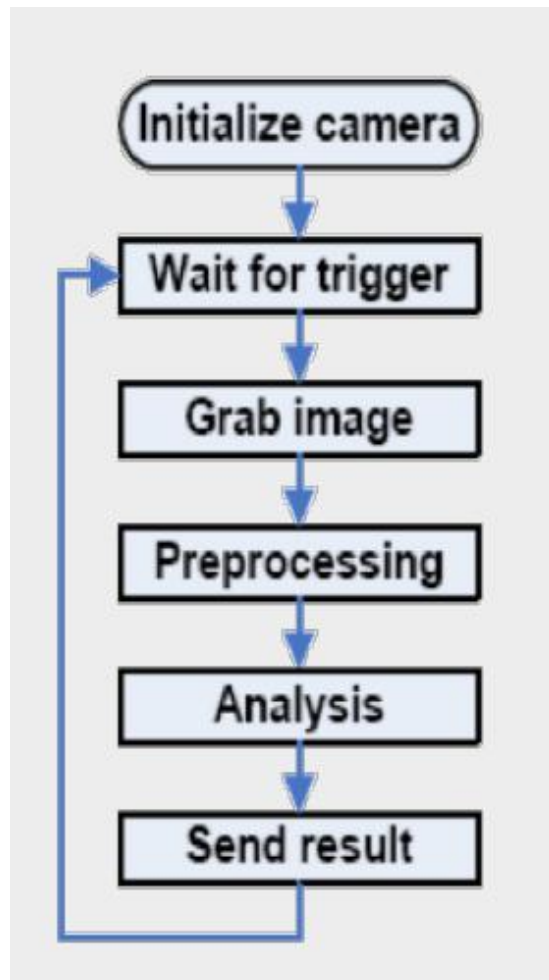 Initialize camera
Wait for trigger
Grab image
Preprocessing
Analysis
Send result